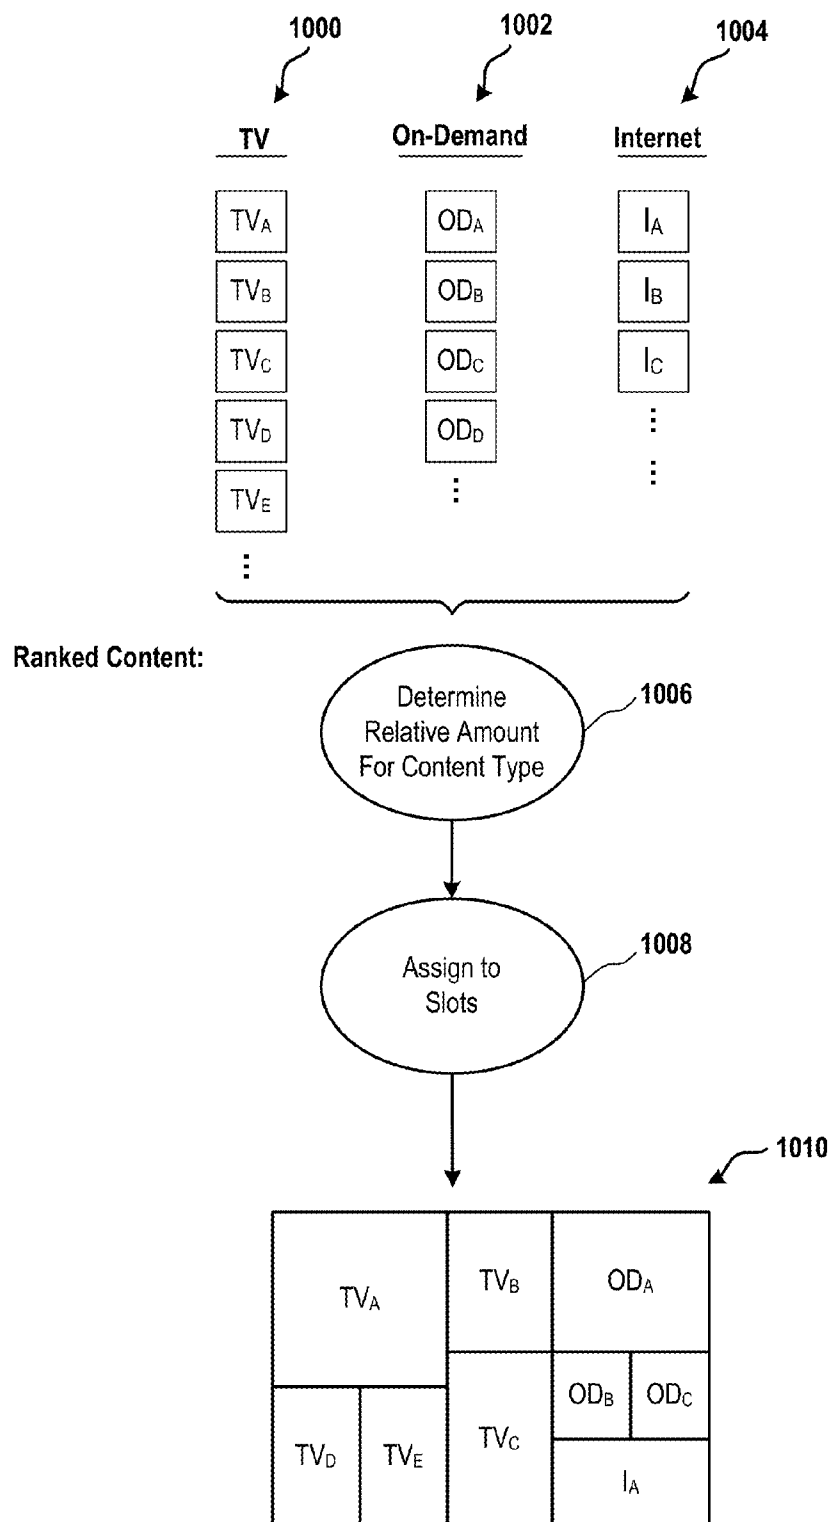 1000
1002
1004
TV
On-Demand
Internet
TVA
ODA
IA
TVB
ODB
IB
TVC
ODC
IC
TVD
ODD
⋮
TVE
⋮
⋮
⋮
Ranked Content:
Determine
Relative Amount
For Content Type
1006
Assign to
Slots
1008
1010
TVA
TVB
ODA
ODB
ODC
TVD
TVE
TVC
IA